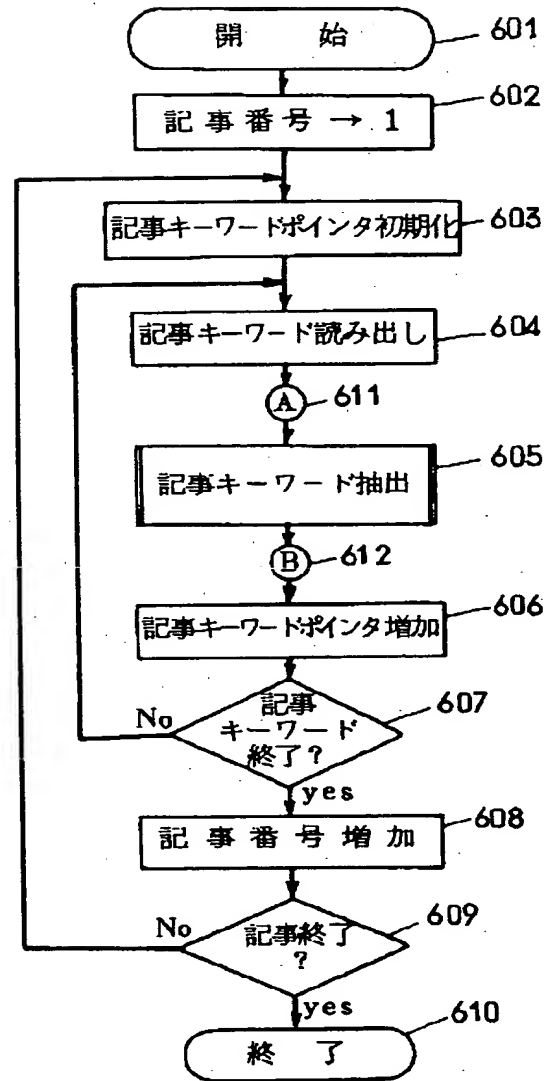 開 始
601
記事番号→1
602
記事キーワードポインタ初期化
603
記事キーワード読み出し
604
A
611
記事キーワード抽出
605
B
612
記事キーワードポインタ増加
606
記事
キーワード
終了?
607
No
yes
記事番号増加
608
記事終了
?
609
No
yes
終 了
610